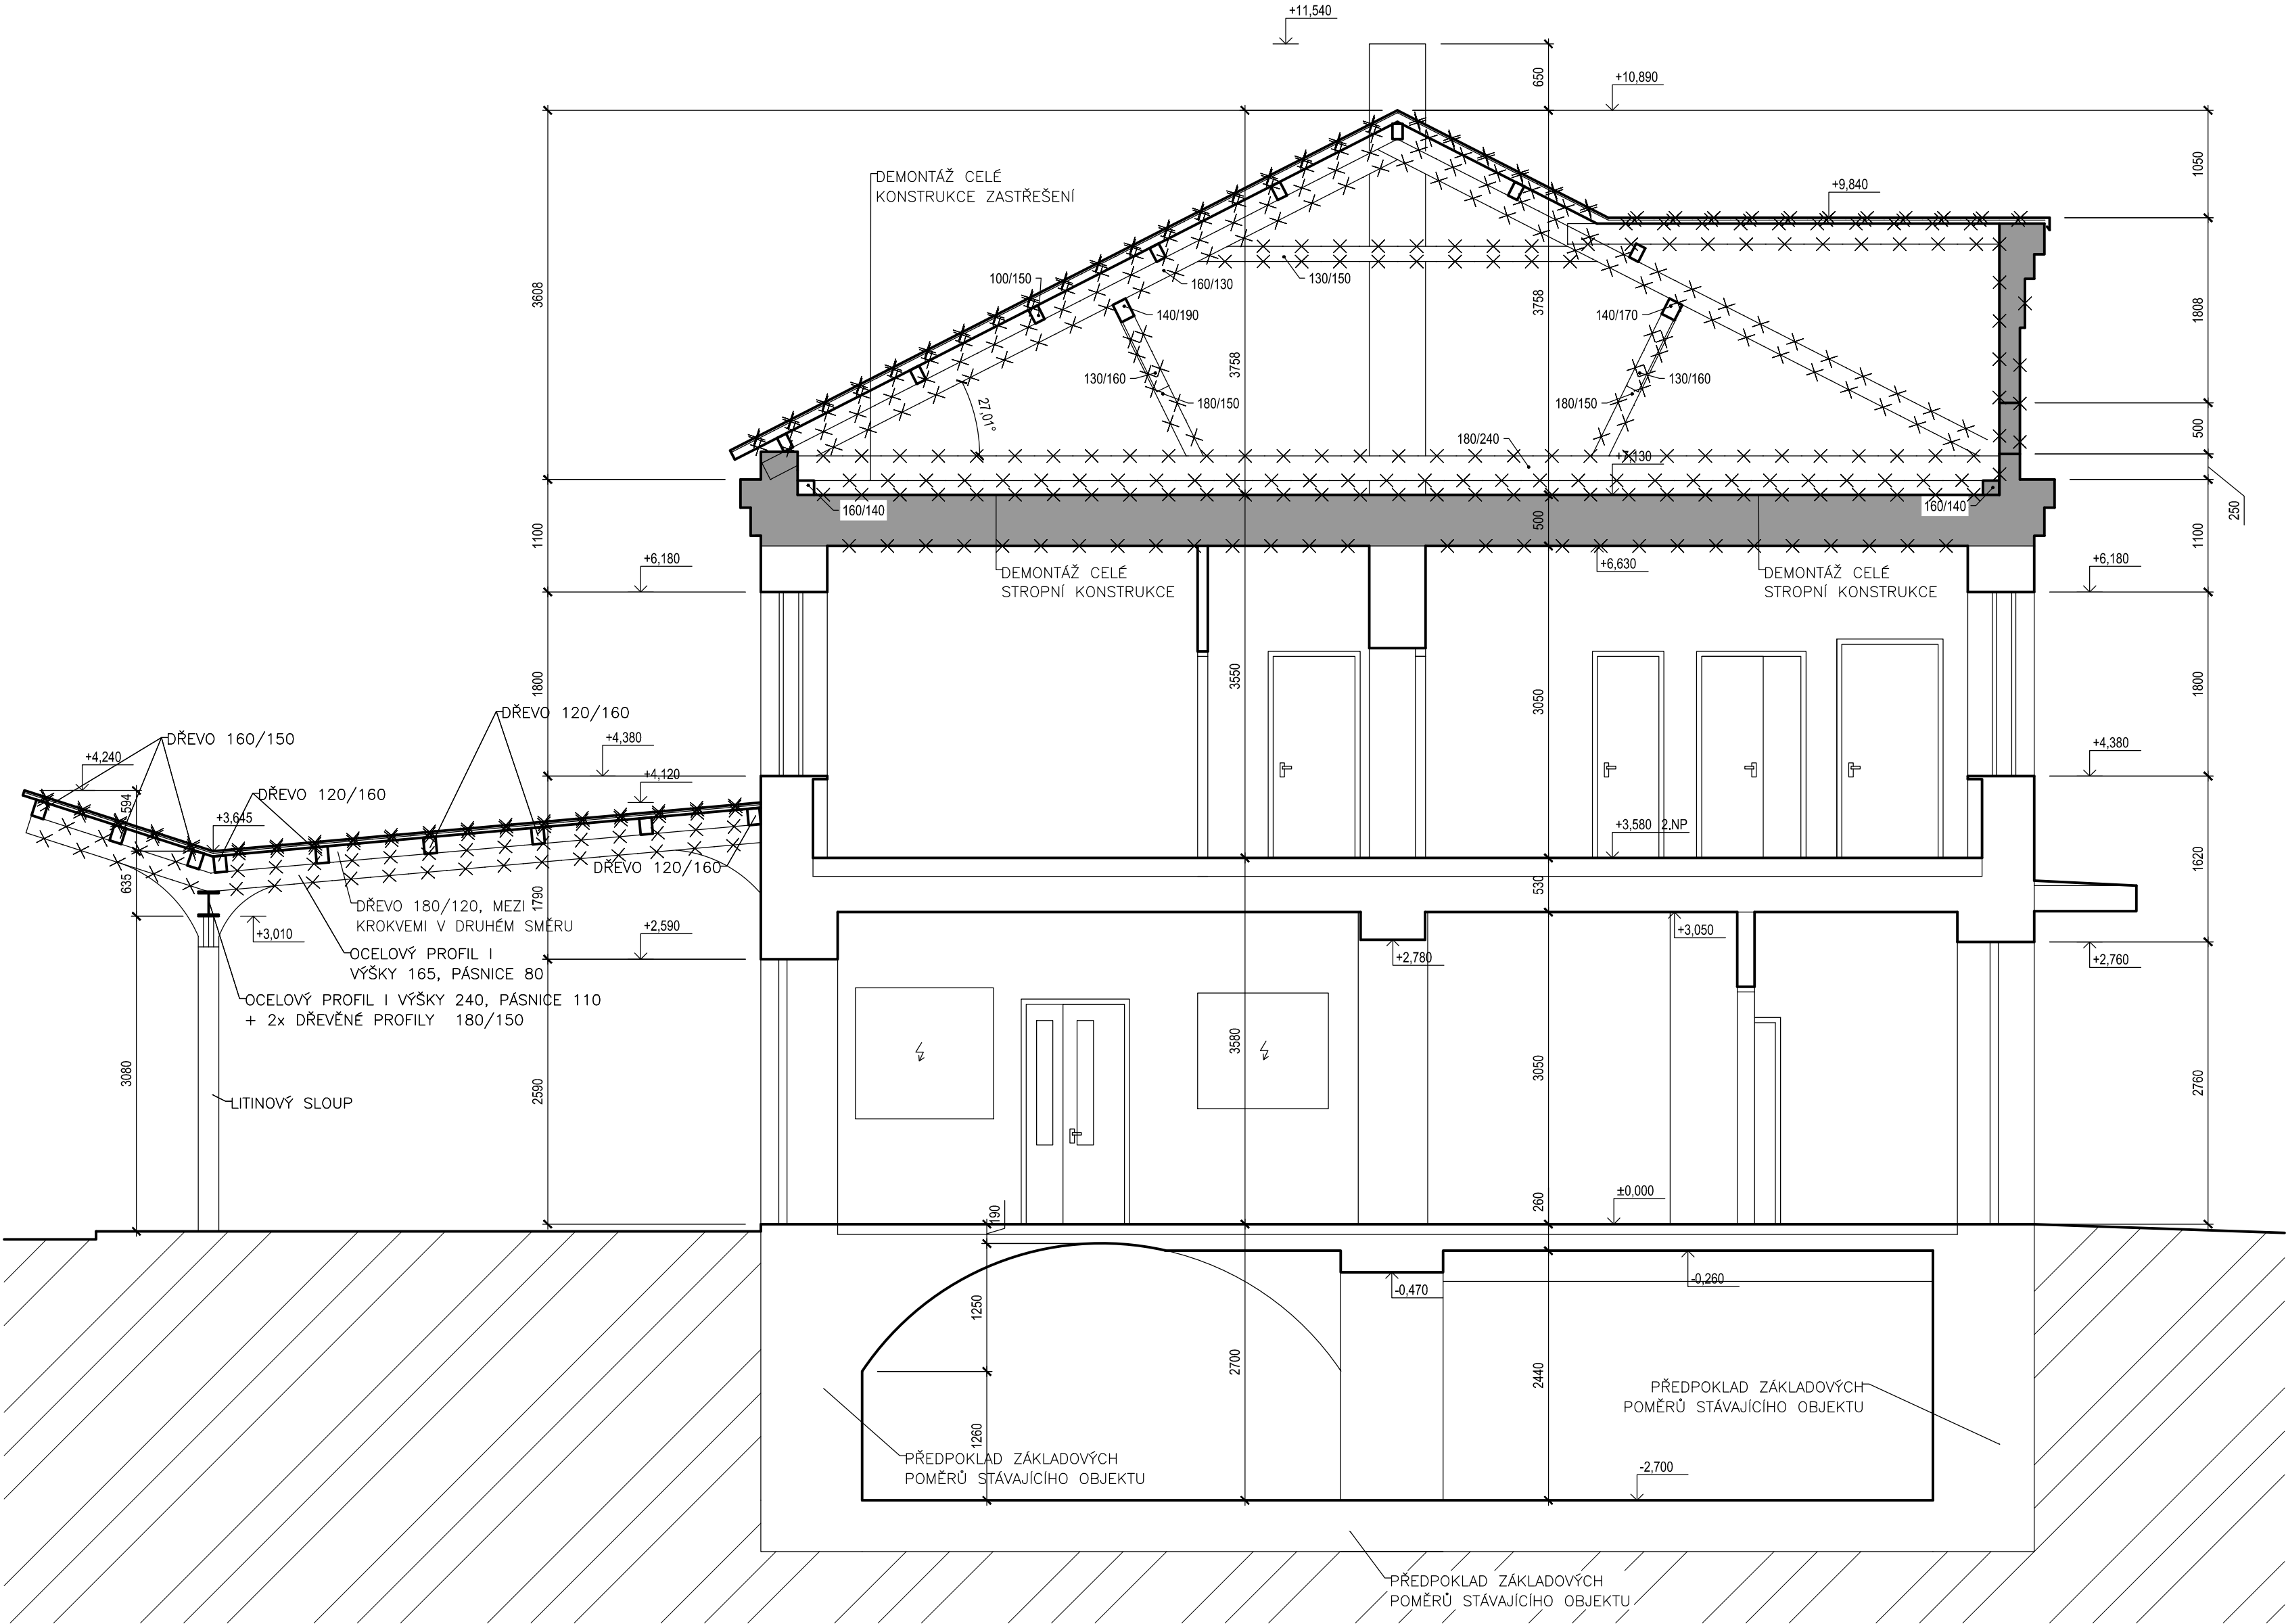 +11,540
650
+10,890
DEMONTÁŽ CELÉ
KONSTRUKCE ZASTŘEŠENÍ
+9,840
1050
3608
100/150
160/130
130/150
3758
3758
140/190
140/170
1808
130/160
130/160
180/150
180/150
27,01°
180/240
+7,130
500
250
160/140
160/140
1100
500
1100
+6,180
DEMONTÁŽ CELÉ
STROPNÍ KONSTRUKCE
+6,630
DEMONTÁŽ CELÉ
STROPNÍ KONSTRUKCE
+6,180
1800
3550
3050
1800
DŘEVO 120/160
DŘEVO 160/150
+4,240
+4,380
+4,380
+4,120
DŘEVO 120/160
594
+3,645
+3,580 2.NP
DŘEVO 120/160
635
1790
530
1620
DŘEVO 180/120, MEZI
KROKVEMI V DRUHÉM SMĚRU
+3,010
+2,590
+3,050
+2,780
+2,760
OCELOVÝ PROFIL I
VÝŠKY 165, PÁSNICE 80
OCELOVÝ PROFIL I VÝŠKY 240, PÁSNICE 110
+ 2x DŘEVĚNÉ PROFILY 180/150
3080
2590
3580
3050
2760
LITINOVÝ SLOUP
190
260
±0,000
-0,260
-0,470
1250
2700
2440
PŘEDPOKLAD ZÁKLADOVÝCH
POMĚRŮ STÁVAJÍCÍHO OBJEKTU
1260
PŘEDPOKLAD ZÁKLADOVÝCH
POMĚRŮ STÁVAJÍCÍHO OBJEKTU
-2,700
PŘEDPOKLAD ZÁKLADOVÝCH
POMĚRŮ STÁVAJÍCÍHO OBJEKTU